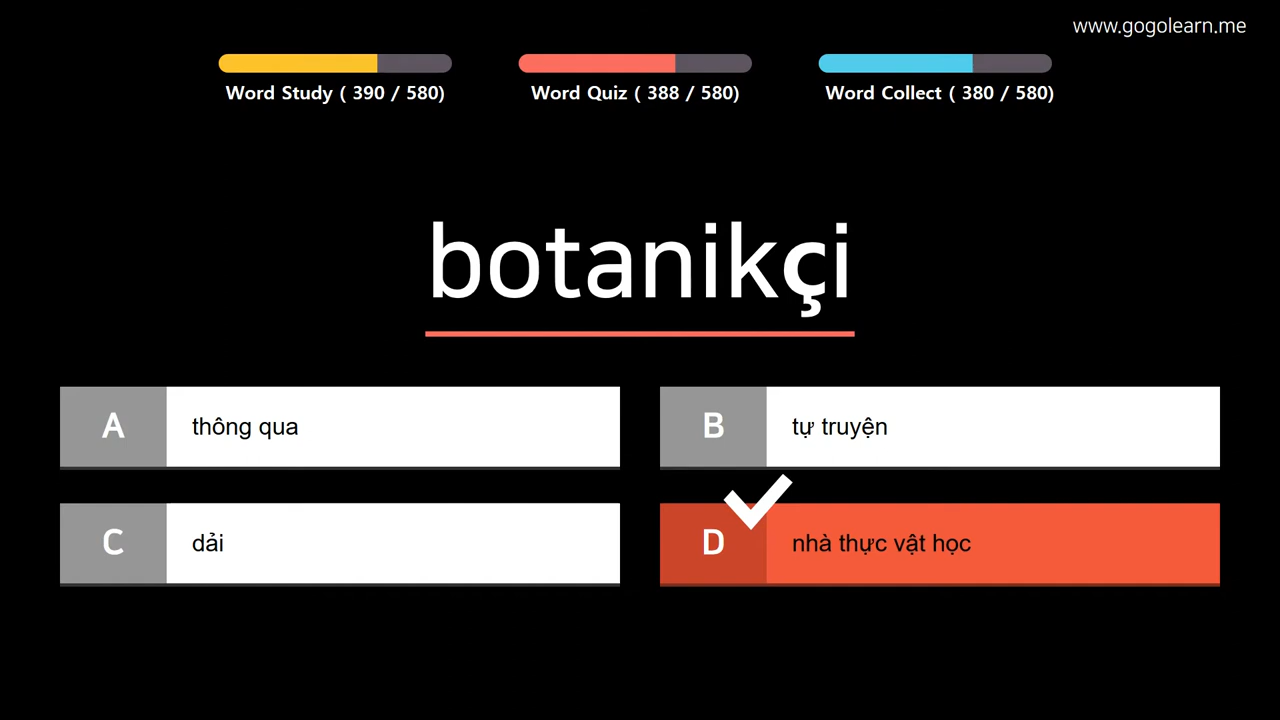 www.gogolearn.me
Word Study ( 390 / 580)
Word Quiz ( 388 / 580)
Word Collect ( 380 / 580)
botanikçi
A thông qua
B tự truyện
C dải
D nhà thực vật học